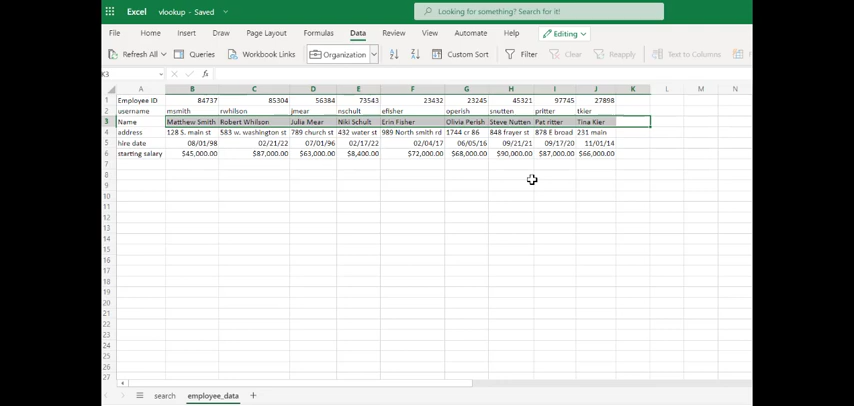 Excel vlookup - Saved Looking for something? Search for it!
File Home Insert Draw Page Layout Formulas Data Review View Automate Help Editing
Refresh All Queries Workbook Links Organization Custom Sort Filter Clear Reapply Text to Columns
K3 fx
A B C D E F G H I J K L M N
1 Employee ID 84737 85304 56384 73543 23432 23245 45321 97745 27898
2 username msmith rwhilson jmear nschult efisher operish snutten pritter tkier
3 Name Matthew Smith Robert Whilson Julia Mear Niki Schult Erin Fisher Olivia Perish Steve Nutten Pat ritter Tina Kier
4 address 128 S. main st 583 w. washington st 789 church st 432 water st 989 North smith rd 1744 cr 86 848 frayer st 878 E broad 231 main
5 hire date 08/01/98 02/21/22 07/01/96 02/17/22 02/04/17 06/05/16 09/21/21 09/17/20 11/01/14
6 starting salary $45,000.00 $87,000.00 $63,000.00 $8,400.00 $72,000.00 $68,000.00 $90,000.00 $87,000.00 $66,000.00
7
8
9
10
11
12
13
14
15
16
17
18
19
20
21
22
23
24
25
26
27
search employee_data +